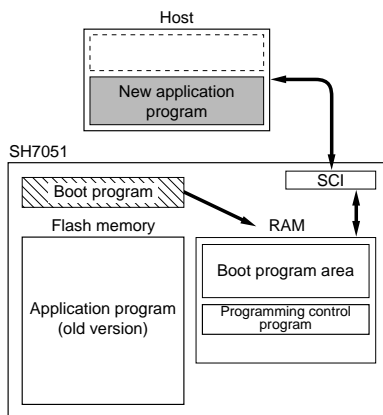 Host
New application
program
SH7051
SCI
Boot program
Flash memory
RAM
Boot program area
Application program
(old version)
Programming control
program